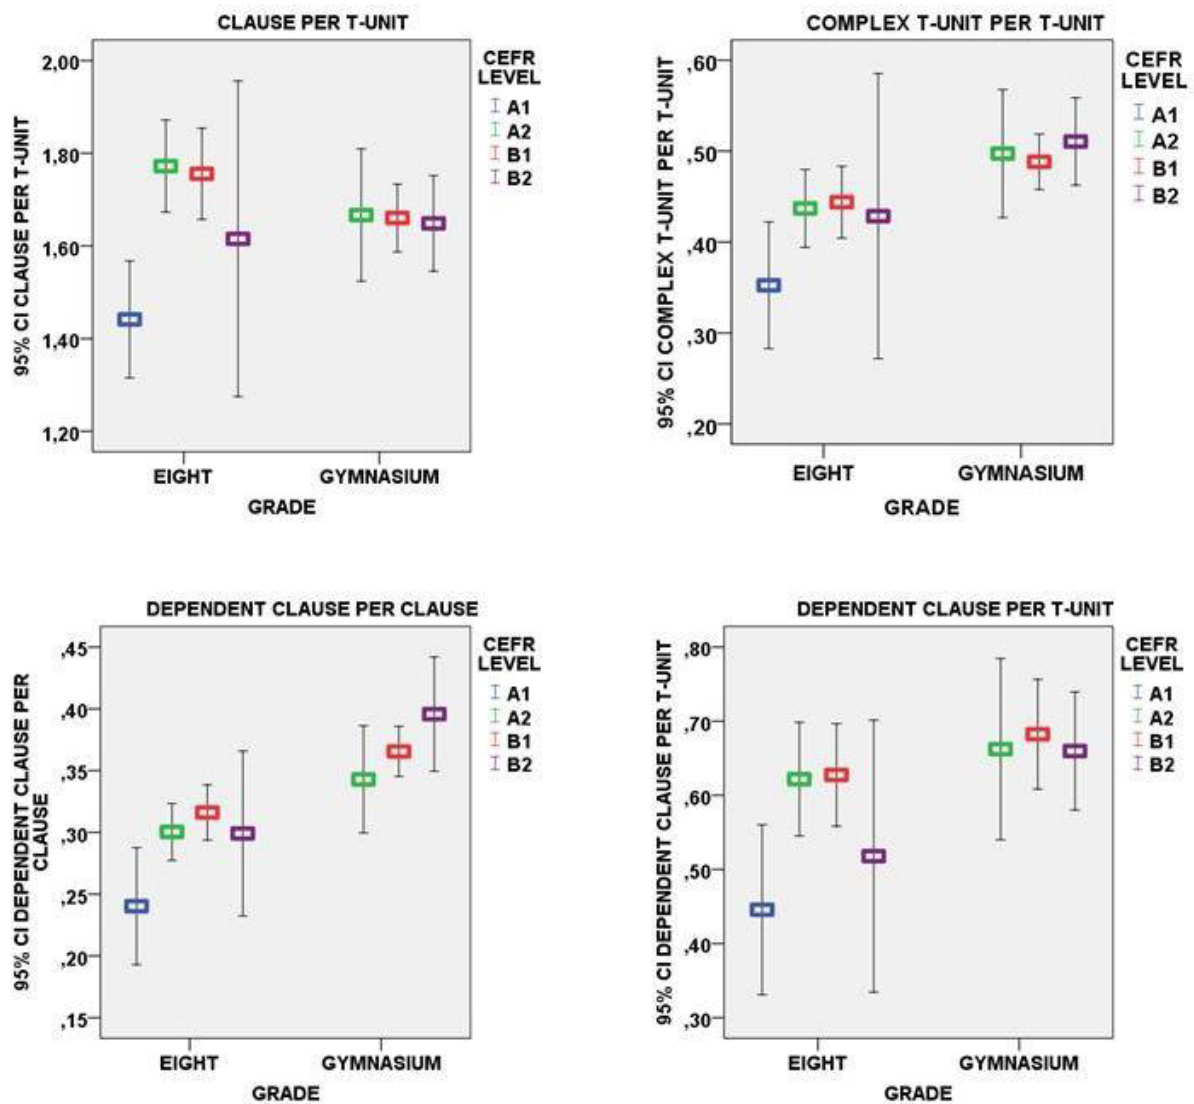 CLAUSE PER T-UNIT
95% CI CLAUSE PER T-UNIT
2,00
1,80
1,60
1,40
1,20
EIGHT GYMNASIUM
GRADE
CEFR
LEVEL
A1
A2
B1
B2
COMPLEX T-UNIT PER T-UNIT
95% CI COMPLEX T-UNIT PER T-UNIT
,60
,50
,40
,30
,20
EIGHT GYMNASIUM
GRADE
CEFR
LEVEL
A1
A2
B1
B2
DEPENDENT CLAUSE PER CLAUSE
95% CI DEPENDENT CLAUSE PER
CLAUSE
,45
,40
,35
,30
,25
,20
,15
EIGHT GYMNASIUM
GRADE
CEFR
LEVEL
A1
A2
B1
B2
DEPENDENT CLAUSE PER T-UNIT
95% CI DEPENDENT CLAUSE PER T-UNIT
,80
,70
,60
,50
,40
,30
EIGHT GYMNASIUM
GRADE
CEFR
LEVEL
A1
A2
B1
B2